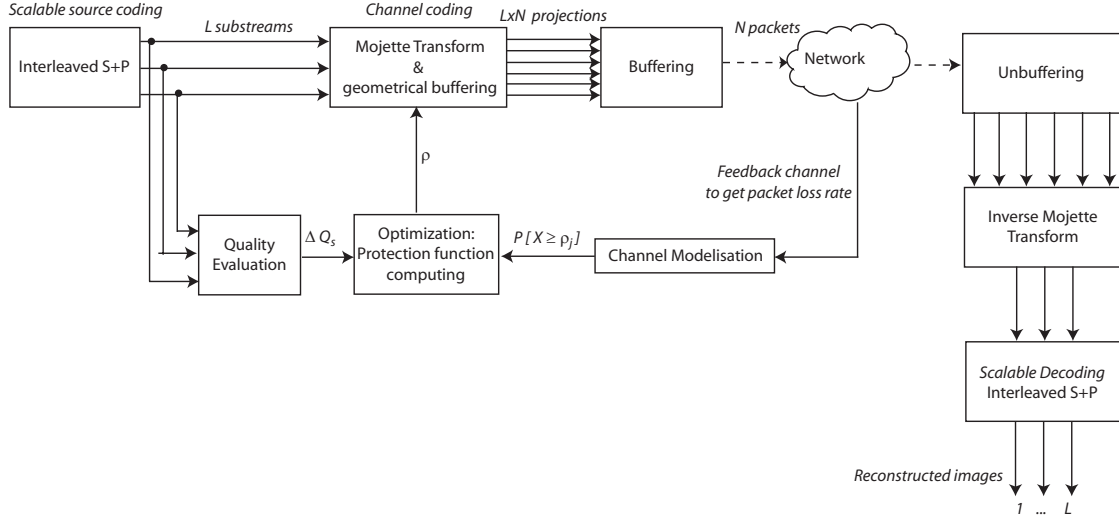 Scalable source coding
Interleaved S+P
L substreams
Channel coding
Mojette Transform
&
geometrical buffering
LxN projections
Buffering
N packets
Network
Unbuffering
ρ
Feedback channel
to get packet loss rate
Quality
Evaluation
Δ Qs
Optimization:
Protection function
computing
P [ X ≥ ρj ]
Channel Modelisation
Inverse Mojette
Transform
Scalable Decoding
Interleaved S+P
Reconstructed images
1 ... L